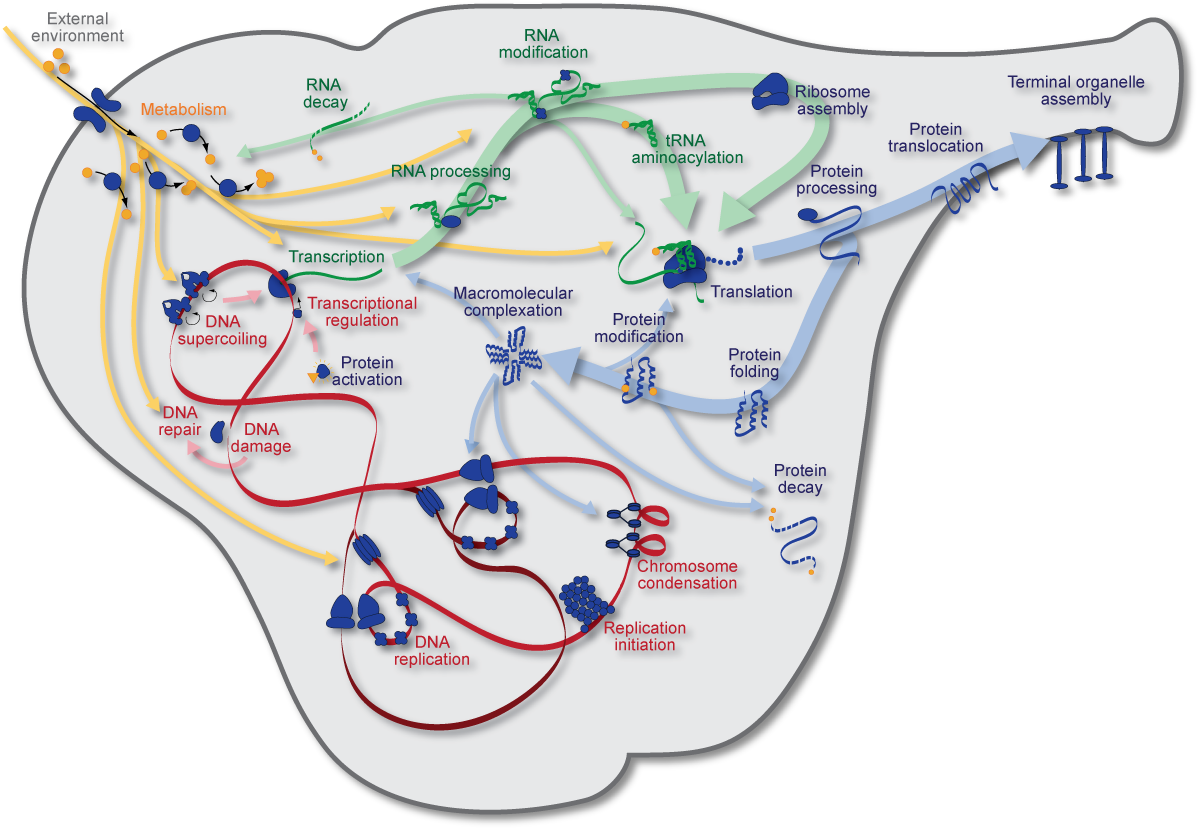 External
environment
Metabolism
RNA
decay
RNA
modification
Ribosome
assembly
Terminal organelle
assembly
tRNA
aminoacylation
Protein
translocation
RNA processing
Protein
processing
Transcription
Translation
Macromolecular
complexation
Transcriptional
regulation
DNA
supercoiling
Protein
modification
Protein
activation
Protein
folding
DNA
repair
DNA
damage
Protein
decay
Chromosome
condensation
Replication
initiation
DNA
replication